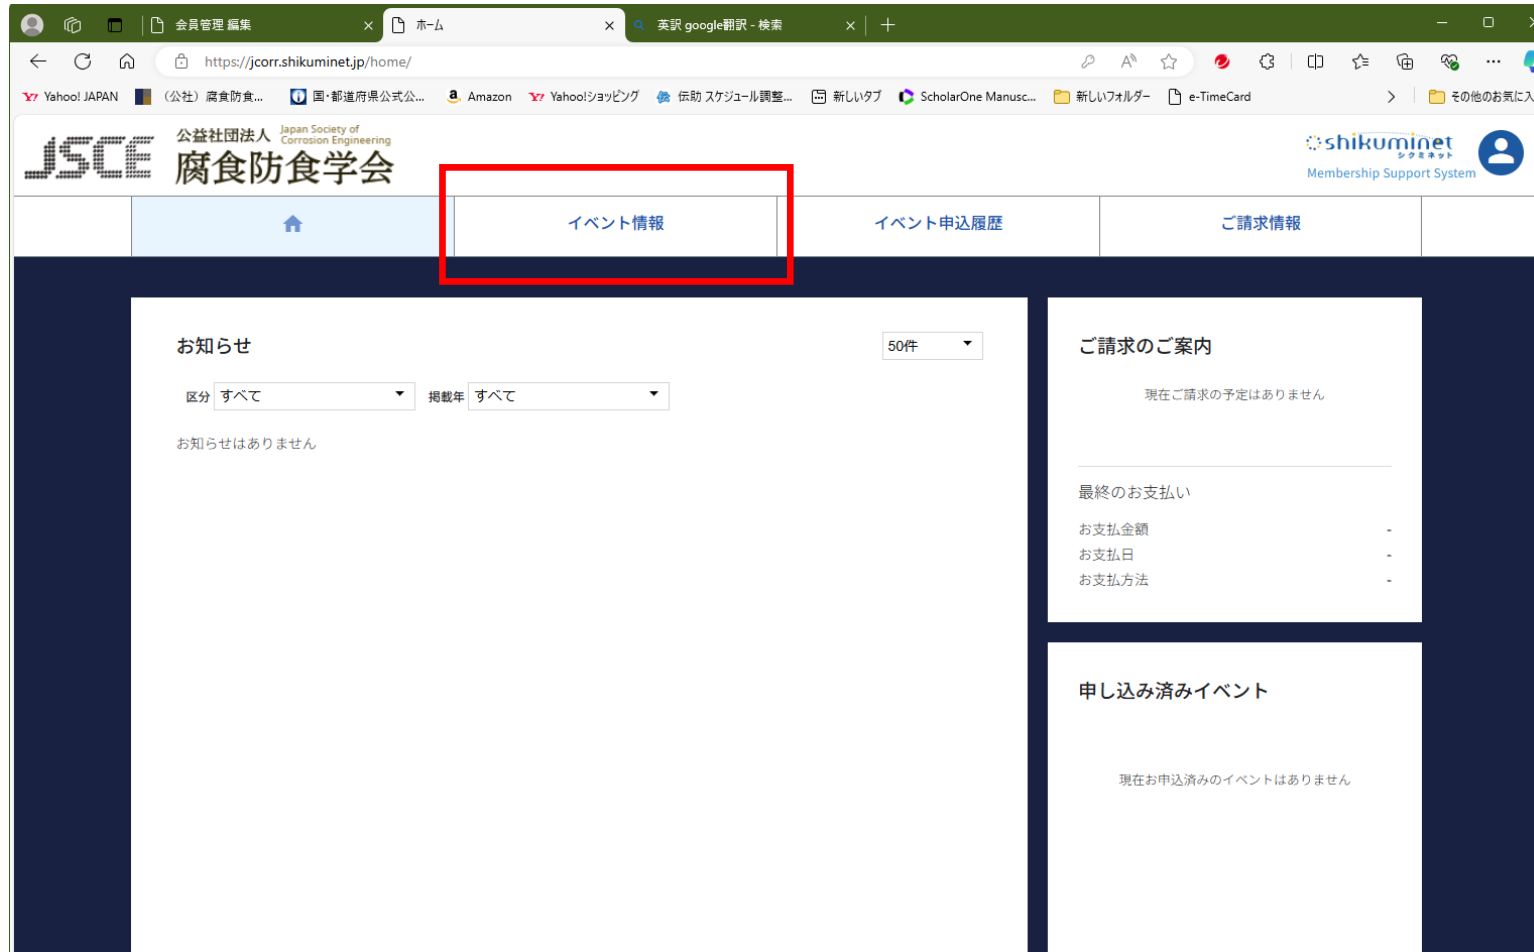 会員管理 編集
ホーム
英訳 google翻訳 - 検索
https://jcorr.shikuminet.jp/home/
Yahoo! JAPAN
（公社）腐食防食...
国・都道府県公式公...
Amazon
Yahoo!ショッピング
伝助 スケジュール調整...
新しいタブ
ScholarOne Manusc...
新しいフォルダー
e-TimeCard
その他のお気に入
JSCE
公益社団法人
Japan Society of
Corrosion Engineering
腐食防食学会
shikuminet
シクミネット
Membership Support System
イベント情報
イベント申込履歴
ご請求情報
お知らせ
50件
区分 すべて
掲載年 すべて
お知らせはありません
ご請求のご案内
現在ご請求の予定はありません
最終のお支払い
お支払金額 -
お支払日 -
お支払方法 -
申し込み済みイベント
現在お申込済みのイベントはありません